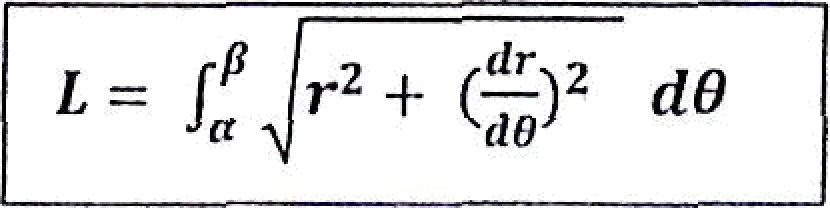 L = ∫_α^β √(r² + (dr/dθ)²) dθ